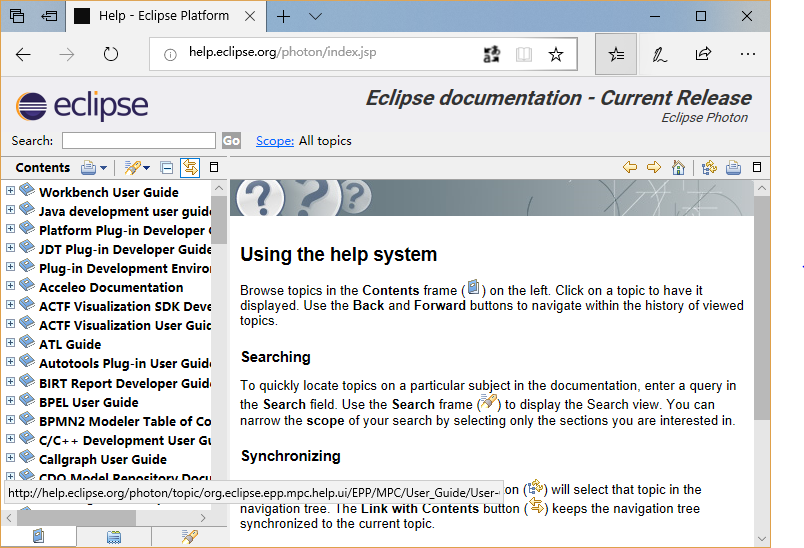 Help - Eclipse Platform
help.eclipse.org/photon/index.jsp
eclipse
Eclipse documentation - Current Release
Eclipse Photon
Search:
Go
Scope: All topics
Contents
Workbench User Guide
Java development user guide
Platform Plug-in Developer
JDT Plug-in Developer Guide
Plug-in Development Enviro
Acceleo Documentation
ACTF Visualization SDK Deve
ACTF Visualization User Guid
ATL Guide
Autotools Plug-in User Guide
BIRT Report Developer Guide
BPEL User Guide
BPMN2 Modeler Table of Co
C/C++ Development User Gu
Callgraph User Guide
CDO Model Repository Docu
http://help.eclipse.org/photon/topic/org.eclipse.epp.mpc.help.ui/EPP/MPC/User_Guide/User-
Using the help system
Browse topics in the Contents frame ( ) on the left. Click on a topic to have it
displayed. Use the Back and Forward buttons to navigate within the history of viewed
topics.
Searching
To quickly locate topics on a particular subject in the documentation, enter a query in
the Search field. Use the Search frame ( ) to display the Search view. You can
narrow the scope of your search by selecting only the sections you are interested in.
Synchronizing
on ( ) will select that topic in the
navigation tree. The Link with Contents button ( ) keeps the navigation tree
synchronized to the current topic.